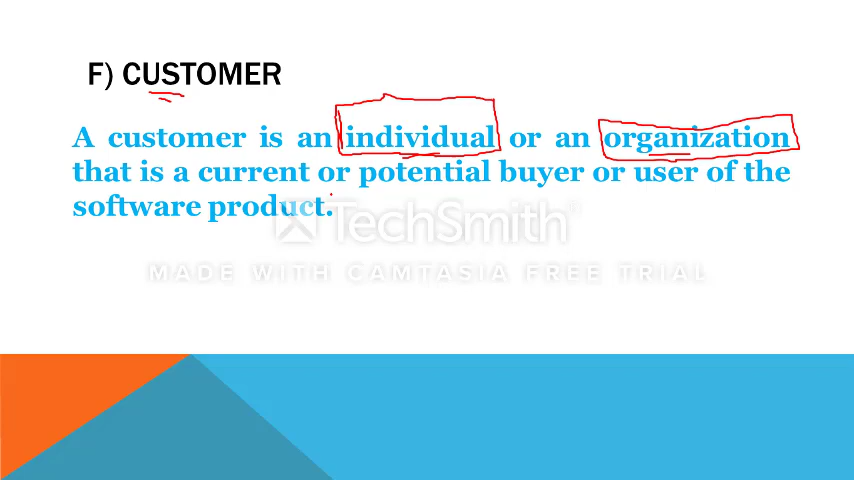 F) CUSTOMER
A customer is an individual or an organization
that is a current or potential buyer or user of the
software product.
TechSmith
MADE WITH CAMTASIA FREE TRIAL